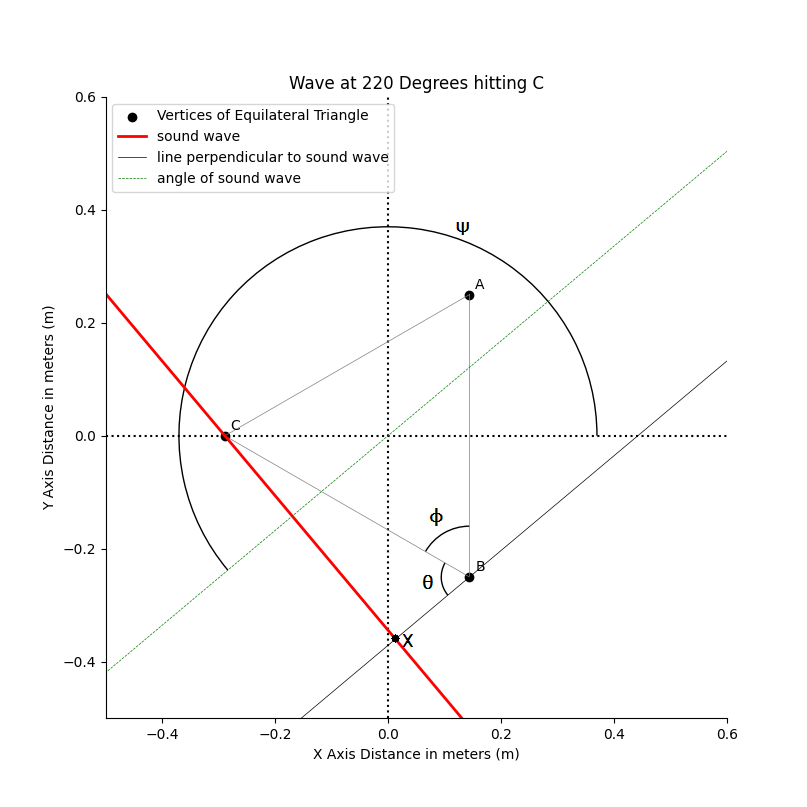 Wave at 220 Degrees hitting C
Vertices of Equilateral Triangle
sound wave
line perpendicular to sound wave
angle of sound wave
0.6
0.4
0.2
0.0
−0.2
−0.4
Y Axis Distance in meters (m)
ψ
A
C
ϕ
B
θ
X
−0.4
−0.2
0.0
0.2
0.4
0.6
X Axis Distance in meters (m)